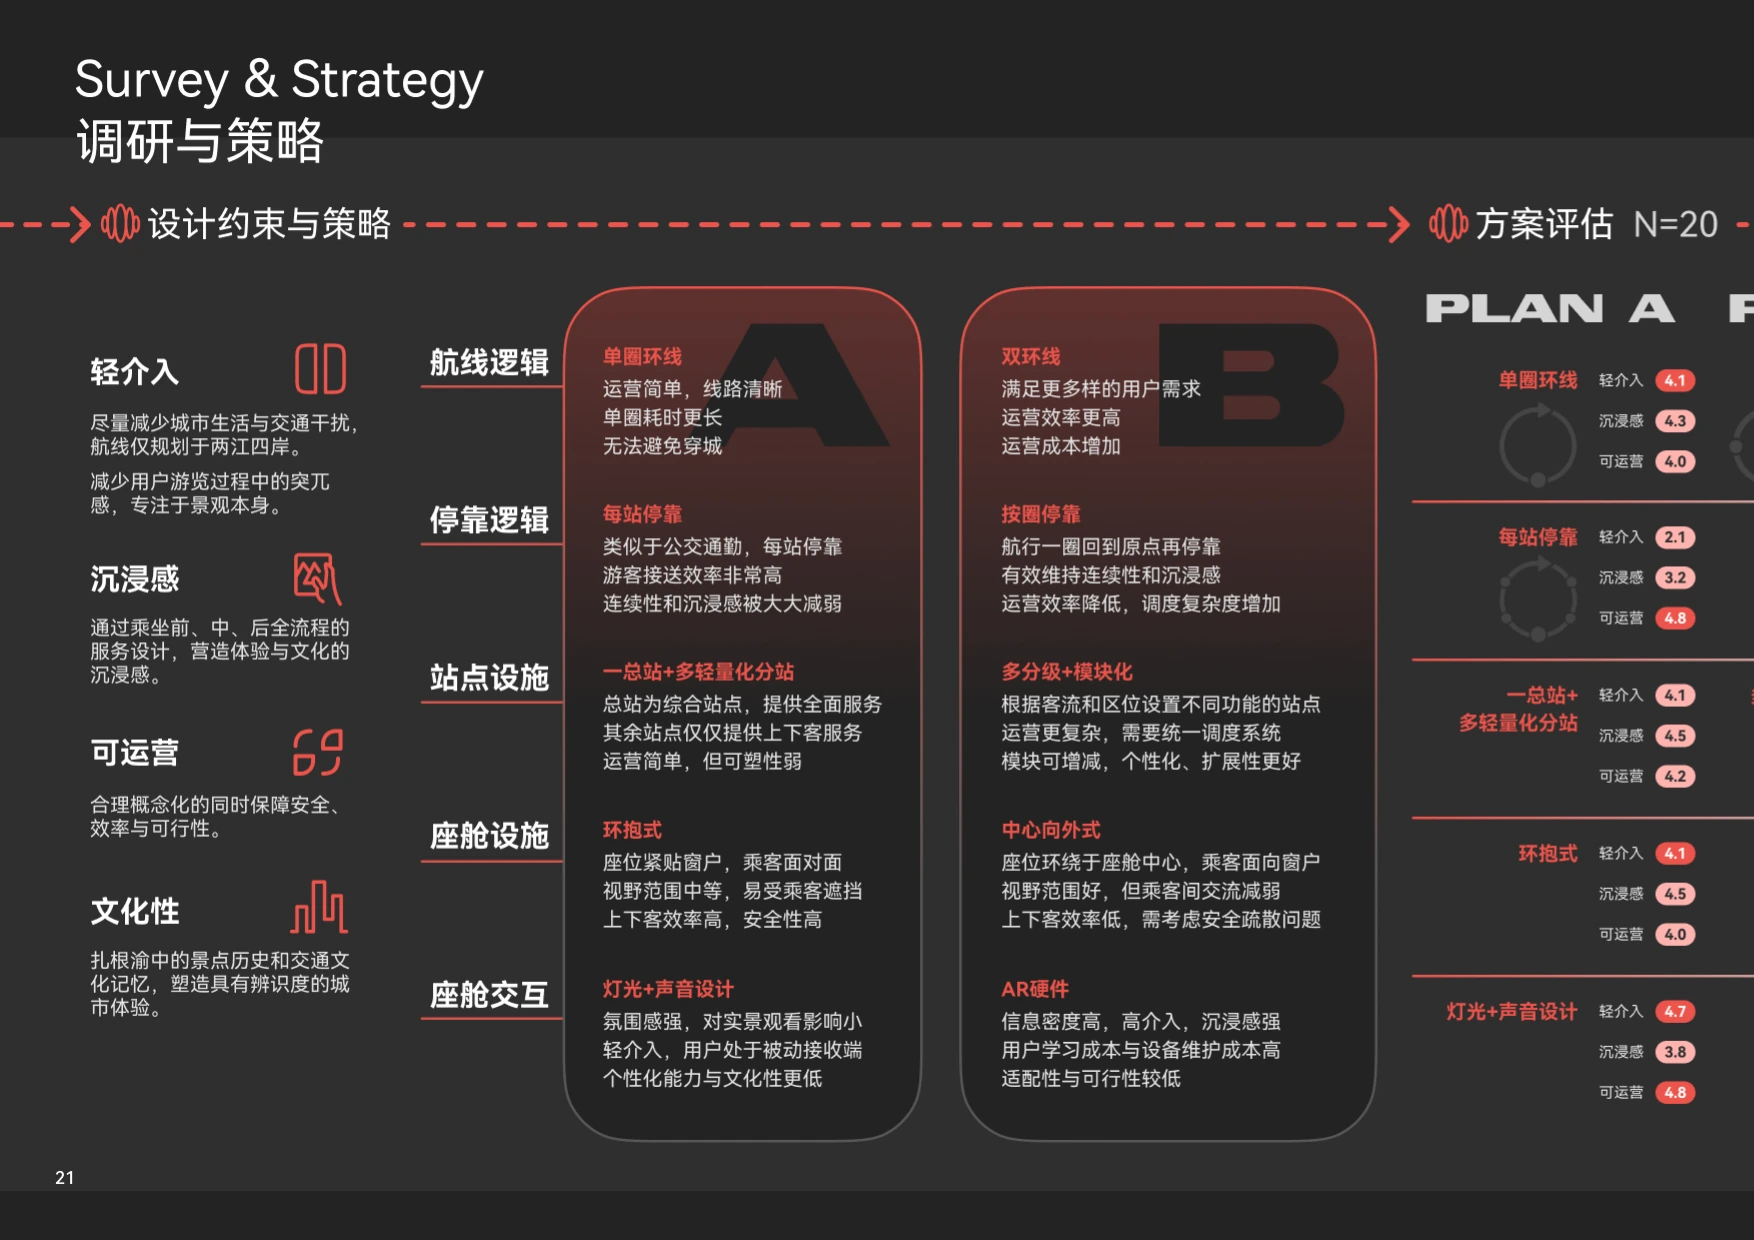 Survey & Strategy
调研与策略
设计约束与策略
方案评估 N=20
轻介入
尽量减少城市生活与交通干扰，
航线仅规划于两江四岸。
减少用户游览过程中的突兀
感，专注于景观本身。
沉浸感
通过乘坐前、中、后全流程的
服务设计，营造体验与文化的
沉浸感。
可运营
合理概念化的同时保障安全、
效率与可行性。
文化性
扎根渝中的景点历史和交通文
化记忆，塑造具有辨识度的城
市体验。
航线逻辑
停靠逻辑
站点设施
座舱设施
座舱交互
A
单圈环线
运营简单，线路清晰
单圈耗时更长
无法避免穿城
每站停靠
类似于公交通勤，每站停靠
游客接送效率非常高
连续性和沉浸感被大大减弱
一总站+多轻量化分站
总站为综合站点，提供全面服务
其余站点仅仅提供上下客服务
运营简单，但可塑性弱
环抱式
座位紧贴窗户，乘客面对面
视野范围中等，易受乘客遮挡
上下客效率高，安全性高
灯光+声音设计
氛围感强，对实景观看影响小
轻介入，用户处于被动接收端
个性化能力与文化性更低
B
双环线
满足更多样的用户需求
运营效率更高
运营成本增加
按圈停靠
航行一圈回到原点再停靠
有效维持连续性和沉浸感
运营效率降低，调度复杂度增加
多分级+模块化
根据客流和区位设置不同功能的站点
运营更复杂，需要统一调度系统
模块可增减，个性化、扩展性更好
中心向外式
座位环绕于座舱中心，乘客面向窗户
视野范围好，但乘客间交流减弱
上下客效率低，需考虑安全疏散问题
AR硬件
信息密度高，高介入，沉浸感强
用户学习成本与设备维护成本高
适配性与可行性较低
PLAN A
单圈环线
轻介入 4.1
沉浸感 4.3
可运营 4.0
每站停靠
轻介入 2.1
沉浸感 3.2
可运营 4.8
一总站+
多轻量化分站
轻介入 4.1
沉浸感 4.5
可运营 4.2
环抱式
轻介入 4.1
沉浸感 4.5
可运营 4.0
灯光+声音设计
轻介入 4.7
沉浸感 3.8
可运营 4.8
21